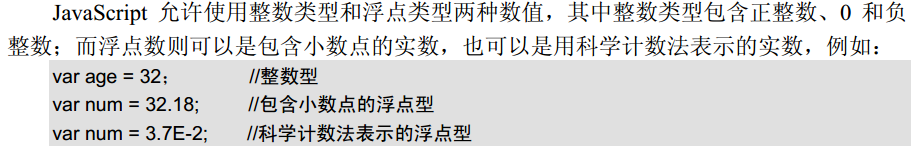 JavaScript 允许使用整数类型和浮点类型两种数值，其中整数类型包含正整数、0 和负
整数；而浮点数则可以是包含小数点的实数，也可以是用科学计数法表示的实数，例如：
var age = 32； //整数型
var num = 32.18; //包含小数点的浮点型
var num = 3.7E-2; //科学计数法表示的浮点型